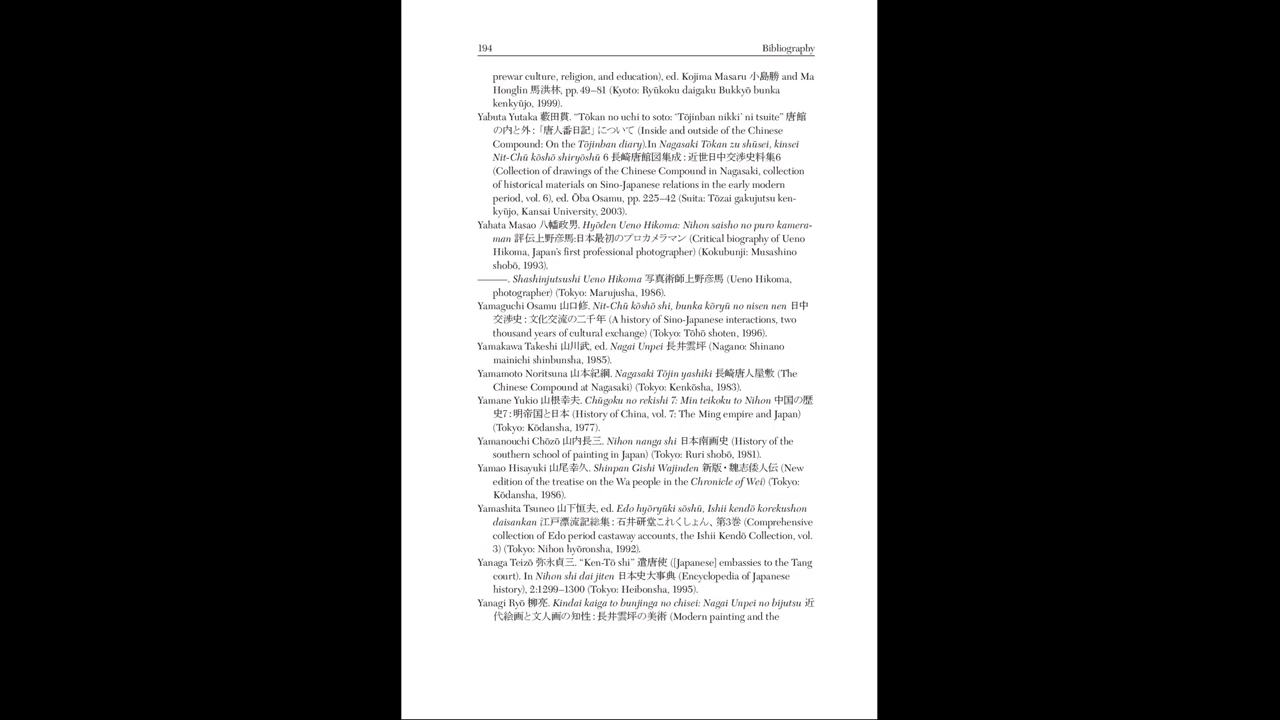 194
Bibliography
prewar culture, religion, and education), ed. Kojima Masaru 小島勝 and Ma
Honglin 馬洪林, pp. 49–81 (Kyoto: Ryūkoku daigaku Bukkyō bunka
kenkyūjo, 1999).
Yabuta Yutaka 藪田貫. “Tōkan no uchi to soto: ‘Tōjinban nikki’ ni tsuite” 唐館
の内と外:「唐人番日記」について (Inside and outside of the Chinese
Compound: On the Tōjinban diary).In Nagasaki Tōkan zu shūsei, kinsei
Nit-Chū kōshō shiryōshū 6 長崎唐館図集成:近世日中交渉史料集6
(Collection of drawings of the Chinese Compound in Nagasaki, collection
of historical materials on Sino-Japanese relations in the early modern
period, vol. 6), ed. Ōba Osamu, pp. 225–42 (Suita: Tōzai gakujutsu ken-
kyūjo, Kansai University, 2003).
Yahata Masao 八幡政男. Hyōden Ueno Hikoma: Nihon saisho no puro kamera-
man 評伝上野彦馬:日本最初のプロカメラマン (Critical biography of Ueno
Hikoma, Japan’s first professional photographer) (Kokubunji: Musashino
shobō, 1993).
———. Shashinjutsushi Ueno Hikoma 写真術師上野彦馬 (Ueno Hikoma,
photographer) (Tokyo: Marujusha, 1986).
Yamaguchi Osamu 山口修. Nit-Chū kōshō shi, bunka kōryū no nisen nen 日中
交渉史:文化交流の二千年 (A history of Sino-Japanese interactions, two
thousand years of cultural exchange) (Tokyo: Tōhō shoten, 1996).
Yamakawa Takeshi 山川武, ed. Nagai Unpei 長井雲坪 (Nagano: Shinano
mainichi shinbunsha, 1985).
Yamamoto Noritsuna 山本紀綱. Nagasaki Tōjin yashiki 長崎唐人屋敷 (The
Chinese Compound at Nagasaki) (Tokyo: Kenkōsha, 1983).
Yamane Yukio 山根幸夫. Chūgoku no rekishi 7: Min teikoku to Nihon 中国の歴
史7:明帝国と日本 (History of China, vol. 7: The Ming empire and Japan)
(Tokyo: Kōdansha, 1977).
Yamanouchi Chōzō 山内長三. Nihon nanga shi 日本南画史 (History of the
southern school of painting in Japan) (Tokyo: Ruri shobō, 1981).
Yamao Hisayuki 山尾幸久. Shinpan Gishi Wajinden 新版・魏志倭人伝 (New
edition of the treatise on the Wa people in the Chronicle of Wei) (Tokyo:
Kōdansha, 1986).
Yamashita Tsuneo 山下恒夫, ed. Edo hyōryūki sōshū, Ishii kendō korekushon
daisankan 江戸漂流記総集:石井研堂これくしょん、第3巻 (Comprehensive
collection of Edo period castaway accounts, the Ishii Kendō Collection, vol.
3) (Tokyo: Nihon hyōronsha, 1992).
Yanaga Teizō 弥永貞三. “Ken-Tō shi” 遣唐使 ([Japanese] embassies to the Tang
court). In Nihon shi dai jiten 日本史大事典 (Encyclopedia of Japanese
history), 2:1299–1300 (Tokyo: Heibonsha, 1995).
Yanagi Ryō 柳亮. Kindai kaiga to bunjinga no chisei: Nagai Unpei no bijutsu 近
代絵画と文人画の知性:長井雲坪の美術 (Modern painting and the